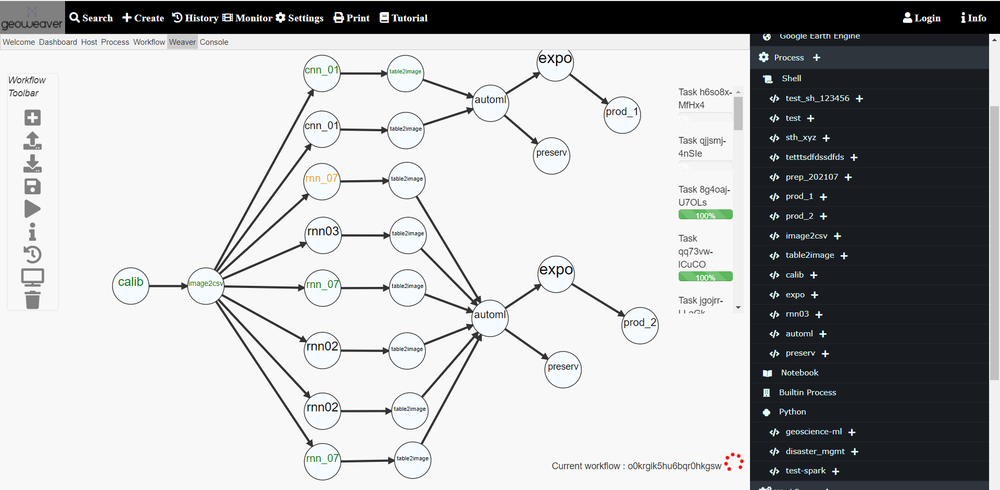 geoweaver
Search Create History Monitor Settings Print Tutorial Login Info
Welcome Dashboard Host Process Workflow Weaver Console
Workflow
Toolbar
calib
image2csv
cnn_01
table2image
cnn_01
table2image
rnn_07
table2image
rnn03
table2image
rnn_07
table2image
rnn02
table2image
rnn02
table2image
rnn_07
table2image
automl
expo
prod_1
preserv
automl
expo
prod_2
preserv
Task h6so8x-
MfHx4
0%
Task qjjsmj-
4nSIe
0%
Task 8g4oaj-
U7OLs
100%
Task
qq73vw-
ICuCO
100%
Task jgojrr-
Current workflow : o0krgik5hu6bqr0hkgsw
Google Earth Engine
Process
Shell
test_sh_123456
test
sth_xyz
tetttsdfdssdfds
prep_202107
prod_1
prod_2
image2csv
table2image
calib
expo
rnn03
automl
preserv
Notebook
Builtin Process
Python
geoscience-ml
disaster_mgmt
test-spark